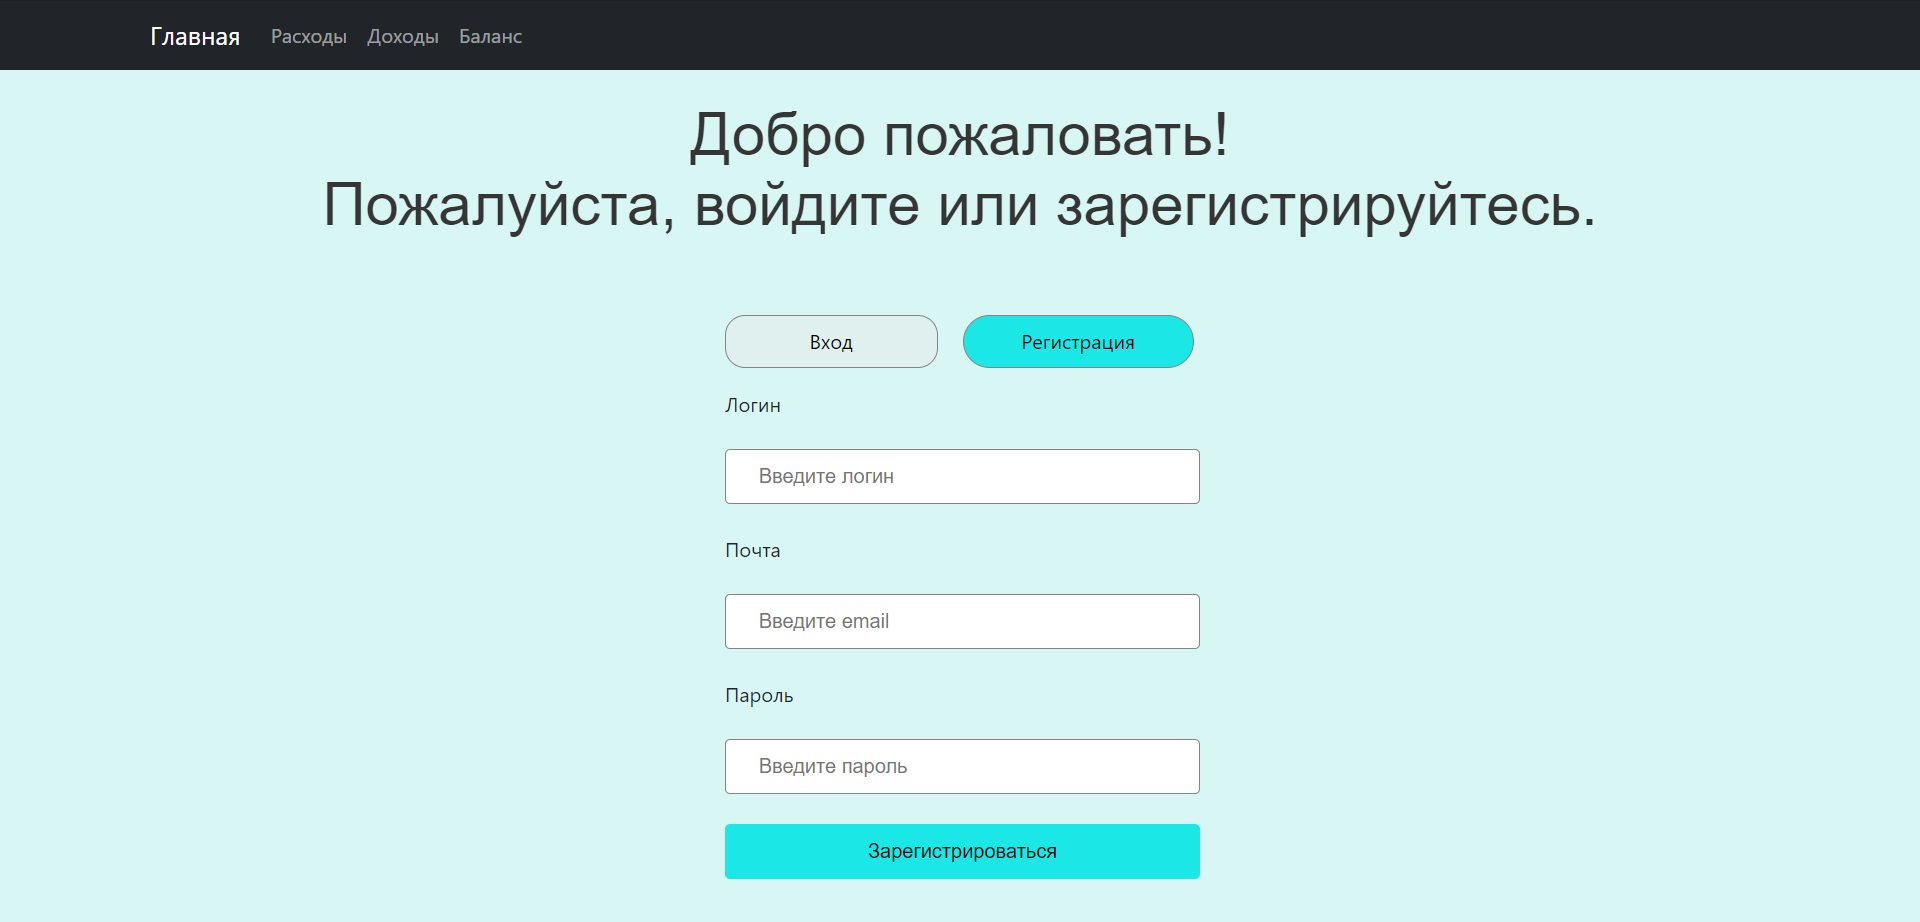 Главная Расходы Доходы Баланс
Добро пожаловать!
Пожалуйста, войдите или зарегистрируйтесь.
Вход Регистрация
Логин
Введите логин
Почта
Введите email
Пароль
Введите пароль
Зарегистрироваться